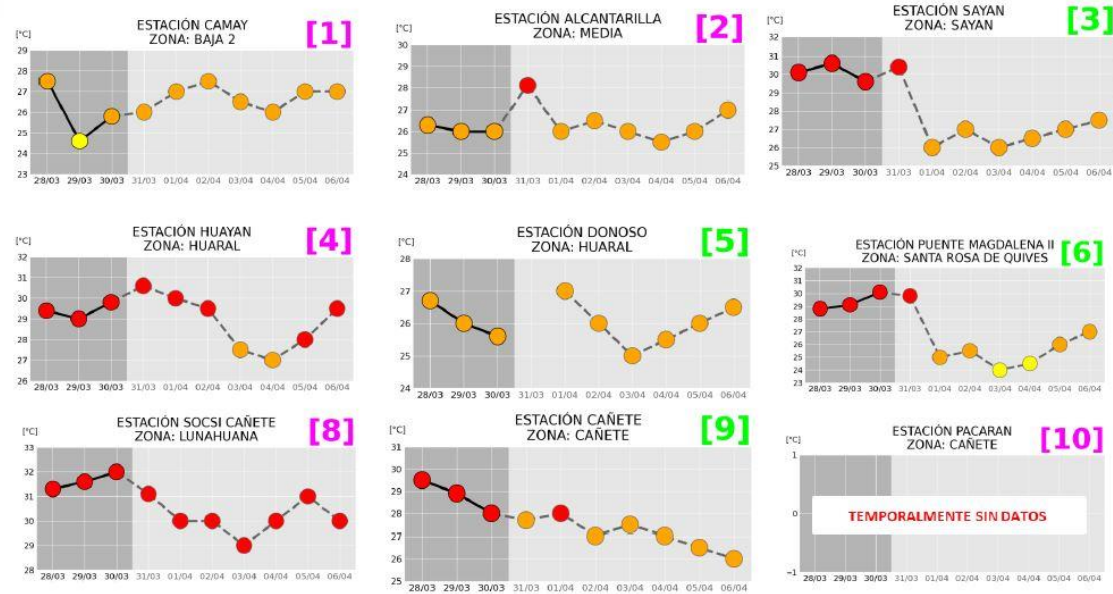 ESTACIÓN CAMAY
ZONA: BAJA 2
[1]
[°C]
29
28
27
26
25
24
23
28/03 29/03 30/03 31/03 01/04 02/04 03/04 04/04 05/04 06/04
ESTACIÓN ALCANTARILLA
ZONA: MEDIA
[2]
[°C]
30
29
28
27
26
25
24
28/03 29/03 30/03 31/03 01/04 02/04 03/04 04/04 05/04 06/04
ESTACIÓN SAYAN
ZONA: SAYAN
[3]
[°C]
32
31
30
29
28
27
26
25
28/03 29/03 30/03 31/03 01/04 02/04 03/04 04/04 05/04 06/04
ESTACIÓN HUAYAN
ZONA: HUARAL
[4]
[°C]
32
31
30
29
28
27
26
28/03 29/03 30/03 31/03 01/04 02/04 03/04 04/04 05/04 06/04
ESTACIÓN DONOSO
ZONA: HUARAL
[5]
[°C]
28
27
26
25
24
28/03 29/03 30/03 31/03 01/04 02/04 03/04 04/04 05/04 06/04
ESTACIÓN PUENTE MAGDALENA II
ZONA: SANTA ROSA DE QUIVES
[6]
[°C]
32
31
30
29
28
27
26
25
24
23
28/03 29/03 30/03 31/03 01/04 02/04 03/04 04/04 05/04 06/04
ESTACIÓN SOCSI CAÑETE
ZONA: LUNAHUANA
[8]
[°C]
33
32
31
30
29
28
28/03 29/03 30/03 31/03 01/04 02/04 03/04 04/04 05/04 06/04
ESTACIÓN CAÑETE
ZONA: CAÑETE
[9]
[°C]
31
30
29
28
27
26
25
28/03 29/03 30/03 31/03 01/04 02/04 03/04 04/04 05/04 06/04
ESTACIÓN PACARAN
ZONA: CAÑETE
[10]
[°C]
1
0
−1
TEMPORALMENTE SIN DATOS
28/03 29/03 30/03 31/03 01/04 02/04 03/04 04/04 05/04 06/04